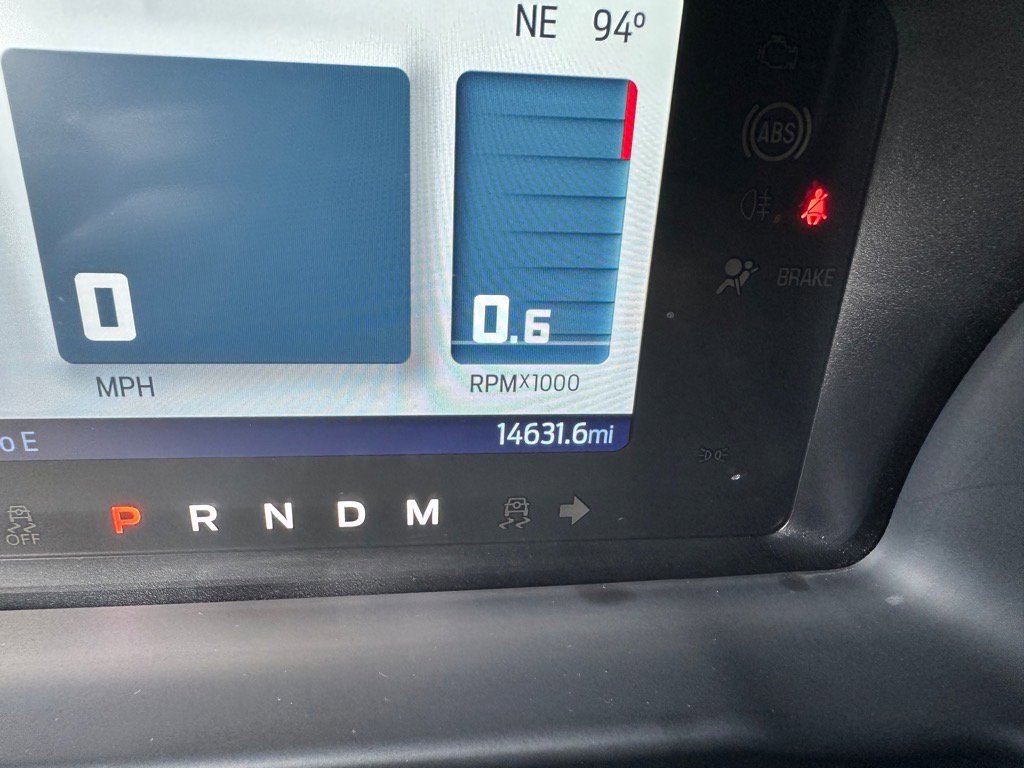 NE 94°
ABS
BRAKE
0
0.6
MPH
RPMx1000
o E
14631.6mi
OFF
P R N D M